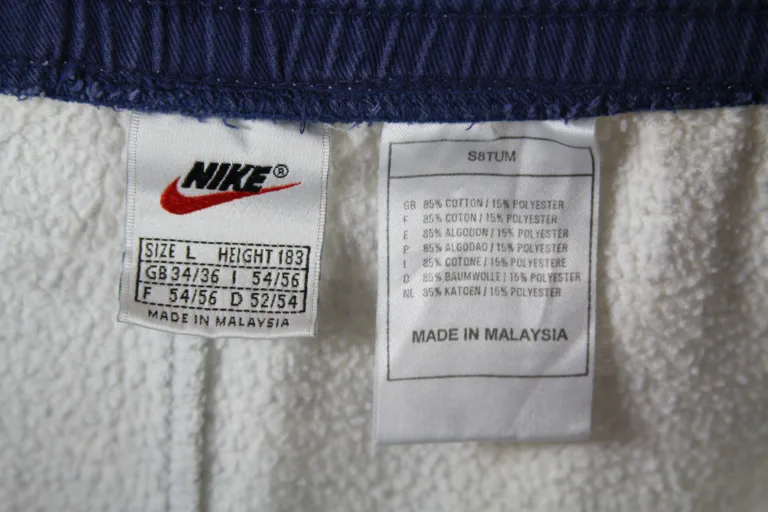 NIKE®
SIZE L HEIGHT 183
GB 34/36 I 54/56
F 54/56 D 52/54
MADE IN MALAYSIA
S8TUM
GB 85% COTTON / 15% POLYESTER
F 85% COTON / 15% POLYESTER
E 85% ALGODON / 15% POLYESTER
P 85% ALGODAO / 15% POLYESTER
I 85% COTONE / 15% POLYESTERE
D 85% BAUMWOLLE / 15% POLYESTER
NL 85% KATOEN / 15% POLYESTER
MADE IN MALAYSIA